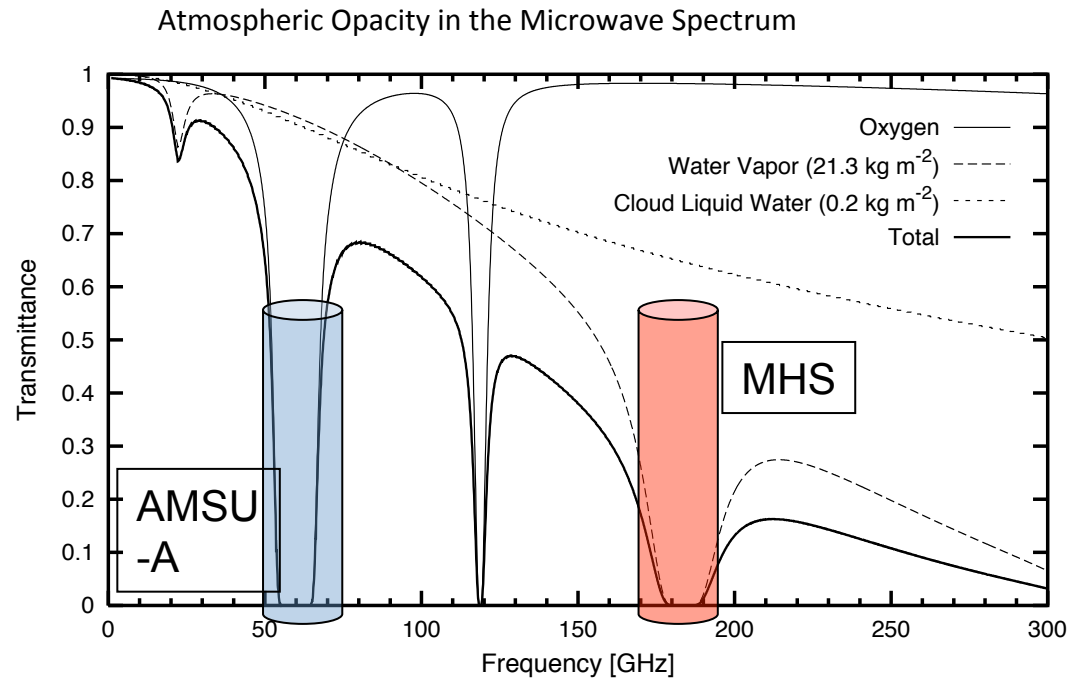 Atmospheric Opacity in the Microwave Spectrum
1
0.9
0.8
0.7
0.6
0.5
0.4
0.3
0.2
0.1
0
Transmittance
Oxygen
Water Vapor (21.3 kg m⁻²)
Cloud Liquid Water (0.2 kg m⁻²)
Total
MHS
AMSU
-A
0 50 100 150 200 250 300
Frequency [GHz]